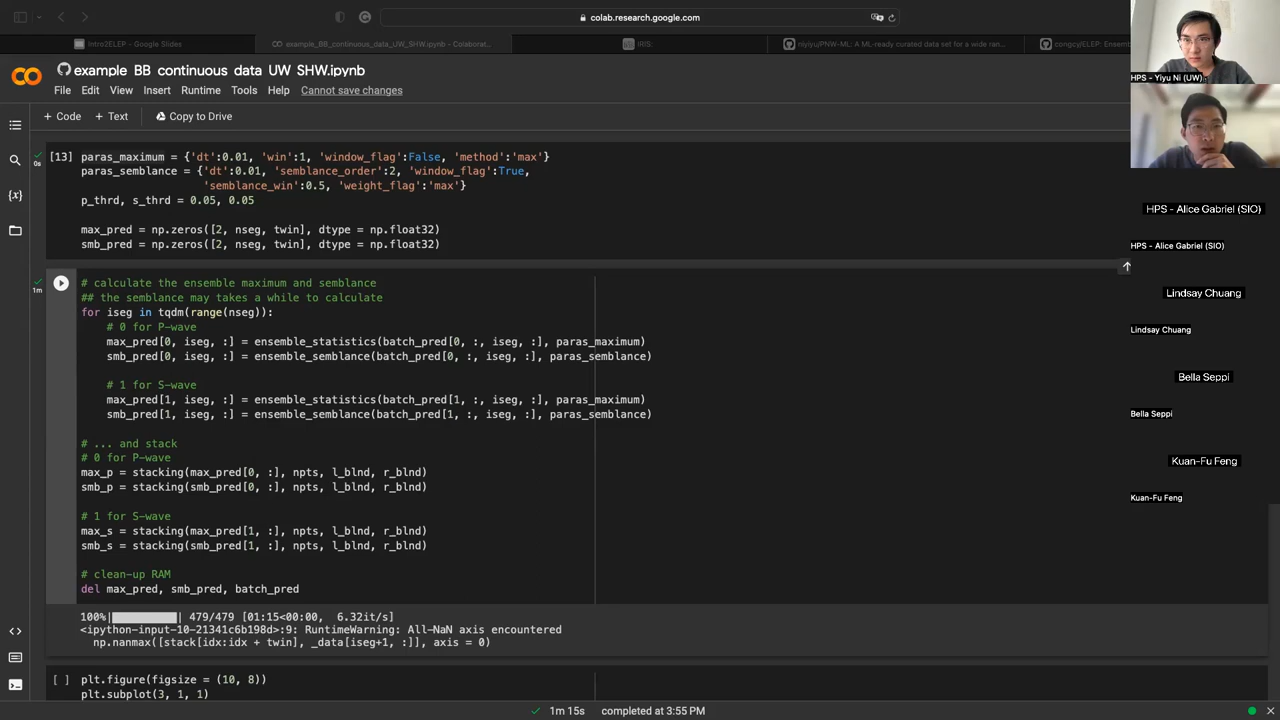 colab.research.google.com
Intro2ELEP - Google Slides
example_BB_continuous_data_UW_SHW.ipynb - Colaborat...
IRIS:
niyiyu/PNW-ML: A ML-ready curated data set for a wide ran...
congcy/ELEP: Ensemb
example BB continuous data UW SHW.ipynb
File Edit View Insert Runtime Tools Help Cannot save changes
+ Code + Text Copy to Drive
[13] paras_maximum = {'dt':0.01, 'win':1, 'window_flag':False, 'method':'max'}
0s
paras_semblance = {'dt':0.01, 'semblance_order':2, 'window_flag':True,
'semblance_win':0.5, 'weight_flag':'max'}
p_thrd, s_thrd = 0.05, 0.05
max_pred = np.zeros([2, nseg, twin], dtype = np.float32)
smb_pred = np.zeros([2, nseg, twin], dtype = np.float32)
1m
# calculate the ensemble maximum and semblance
## the semblance may takes a while to calculate
for iseg in tqdm(range(nseg)):
# 0 for P-wave
max_pred[0, iseg, :] = ensemble_statistics(batch_pred[0, :, iseg, :], paras_maximum)
smb_pred[0, iseg, :] = ensemble_semblance(batch_pred[0, :, iseg, :], paras_semblance)
# 1 for S-wave
max_pred[1, iseg, :] = ensemble_statistics(batch_pred[1, :, iseg, :], paras_maximum)
smb_pred[1, iseg, :] = ensemble_semblance(batch_pred[1, :, iseg, :], paras_semblance)
# ... and stack
# 0 for P-wave
max_p = stacking(max_pred[0, :], npts, l_blnd, r_blnd)
smb_p = stacking(smb_pred[0, :], npts, l_blnd, r_blnd)
# 1 for S-wave
max_s = stacking(max_pred[1, :], npts, l_blnd, r_blnd)
smb_s = stacking(smb_pred[1, :], npts, l_blnd, r_blnd)
# clean-up RAM
del max_pred, smb_pred, batch_pred
100%| | 479/479 [01:15<00:00, 6.32it/s]
<ipython-input-10-21341c6b198d>:9: RuntimeWarning: All-NaN axis encountered
np.nanmax([stack[idx:idx + twin], _data[iseg+1, :]], axis = 0)
[ ] plt.figure(figsize = (10, 8))
plt.subplot(3, 1, 1)
1m 15s completed at 3:55 PM
HPS - Yiyu Ni (UW)
HPS - Alice Gabriel (SIO)
HPS - Alice Gabriel (SIO)
Lindsay Chuang
Lindsay Chuang
Bella Seppi
Bella Seppi
Kuan-Fu Feng
Kuan-Fu Feng